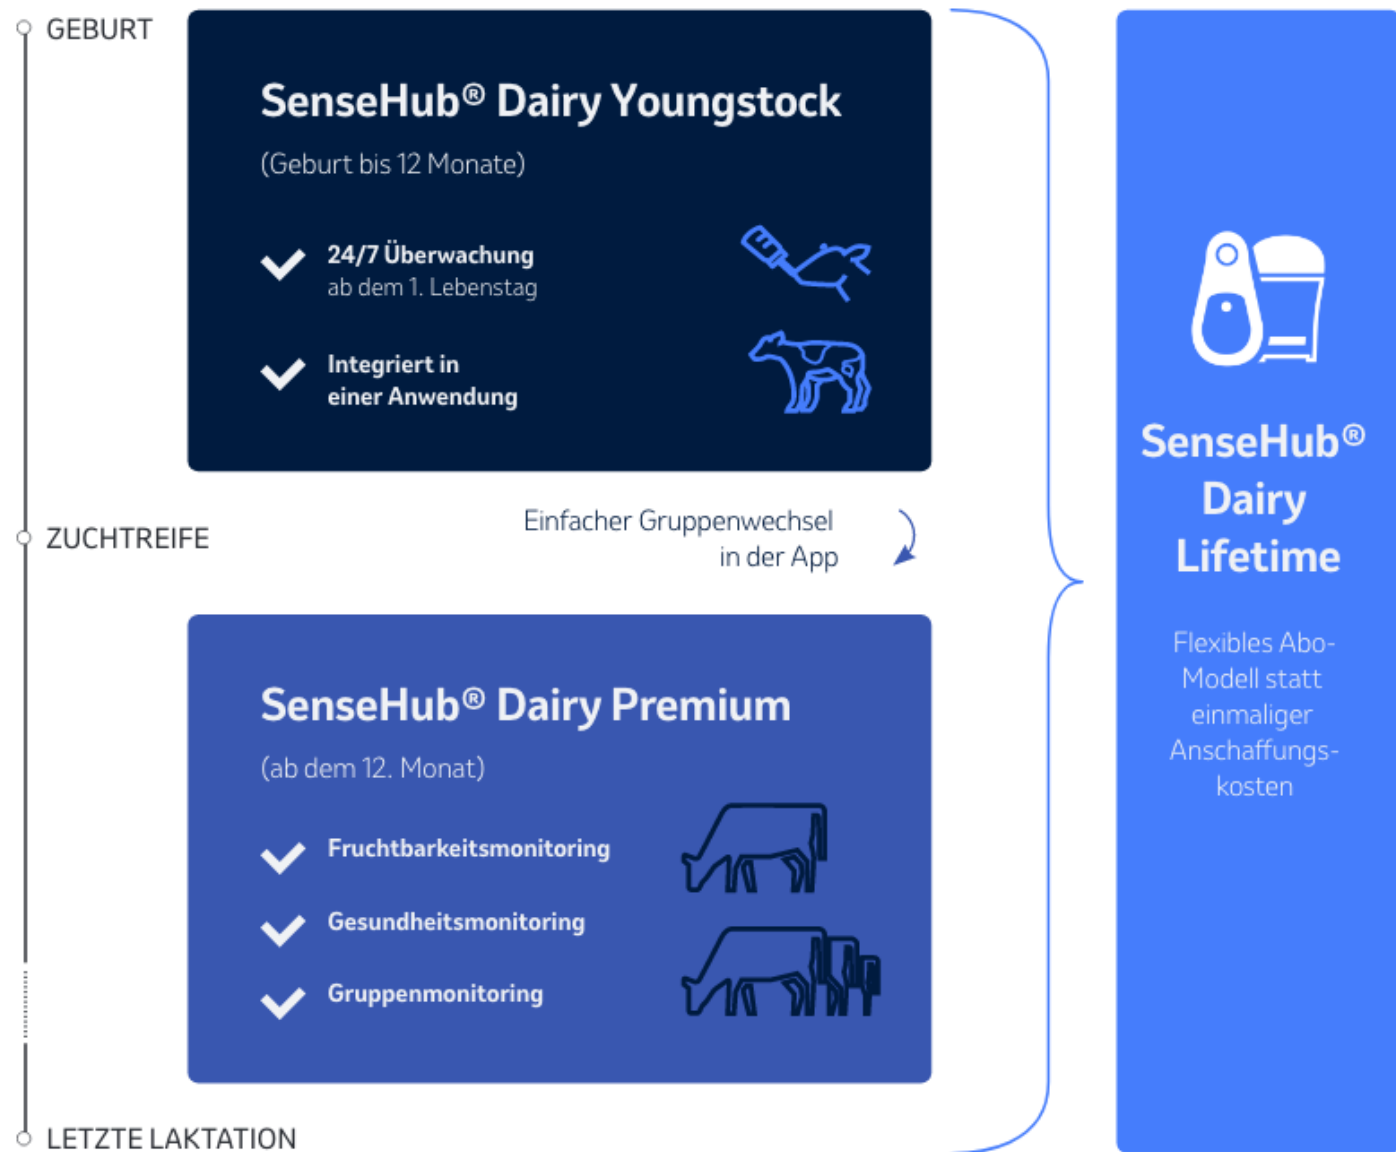 GEBURT
SenseHub® Dairy Youngstock
(Geburt bis 12 Monate)
24/7 Überwachung
ab dem 1. Lebenstag
Integriert in
einer Anwendung
ZUCHTREIFE
Einfacher Gruppenwechsel
in der App
SenseHub® Dairy Premium
(ab dem 12. Monat)
Fruchtbarkeitsmonitoring
Gesundheitsmonitoring
Gruppenmonitoring
LETZTE LAKTATION
SenseHub®
Dairy
Lifetime
Flexibles Abo-
Modell statt
einmaliger
Anschaffungs-
kosten